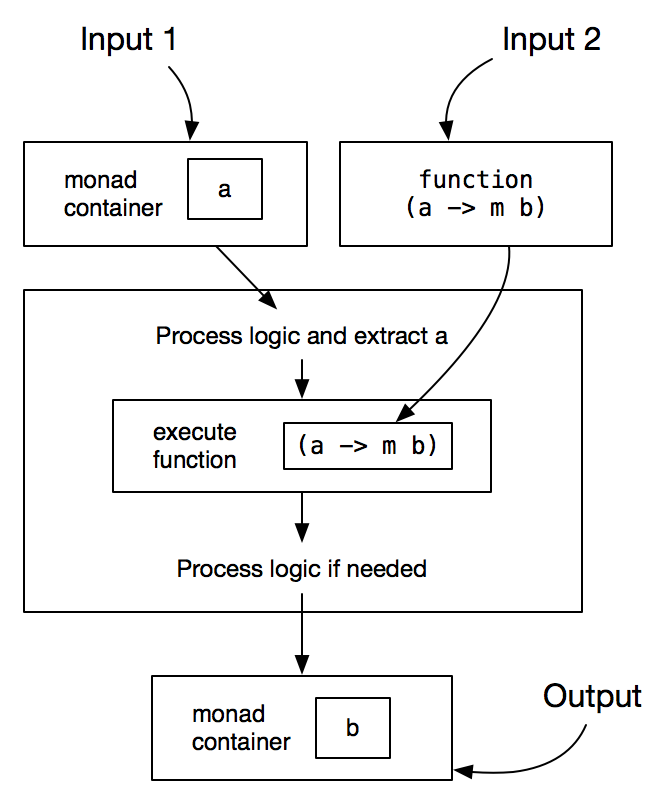 Input 1
Input 2
monad
container
a
function
(a -> m b)
Process logic and extract a
execute
function
(a -> m b)
Process logic if needed
monad
container
b
Output